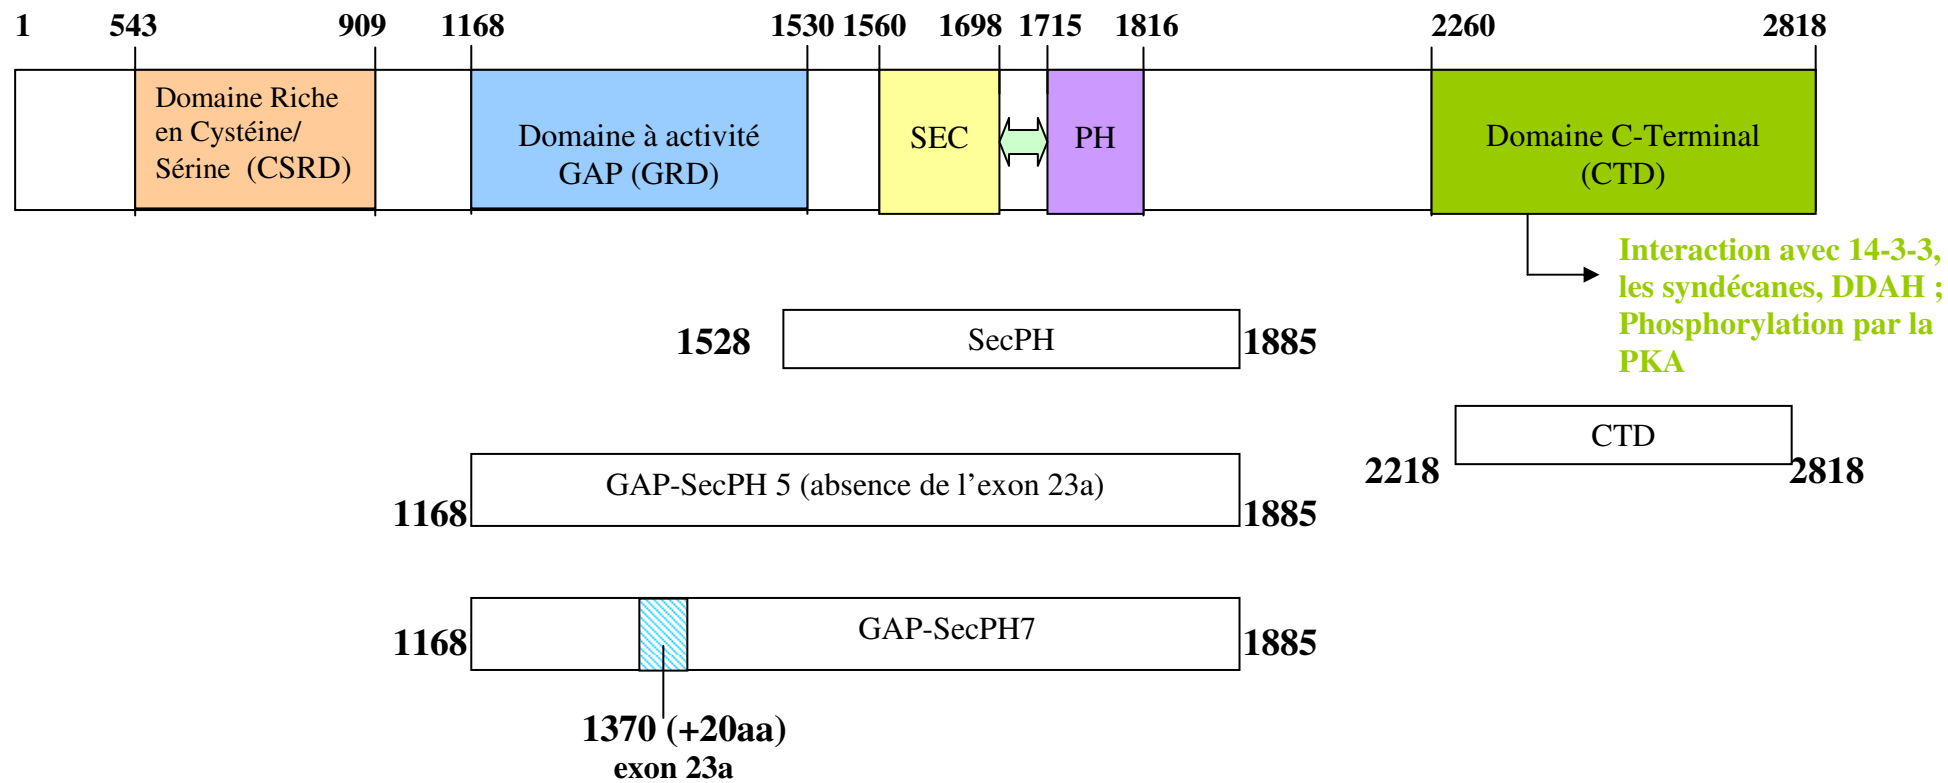 1 543 909 1168 1530 1560 1698 1715 1816 2260 2818
Domaine Riche
en Cystéine/
Sérine (CSRD)
Domaine à activité
GAP (GRD)
SEC
PH
Domaine C-Terminal
(CTD)
Interaction avec 14-3-3,
les syndécanes, DDAH ;
Phosphorylation par la
PKA
1528 SecPH 1885
2218 CTD 2818
1168 GAP-SecPH 5 (absence de l'exon 23a) 1885
1168 GAP-SecPH7 1885
1370 (+20aa)
exon 23a